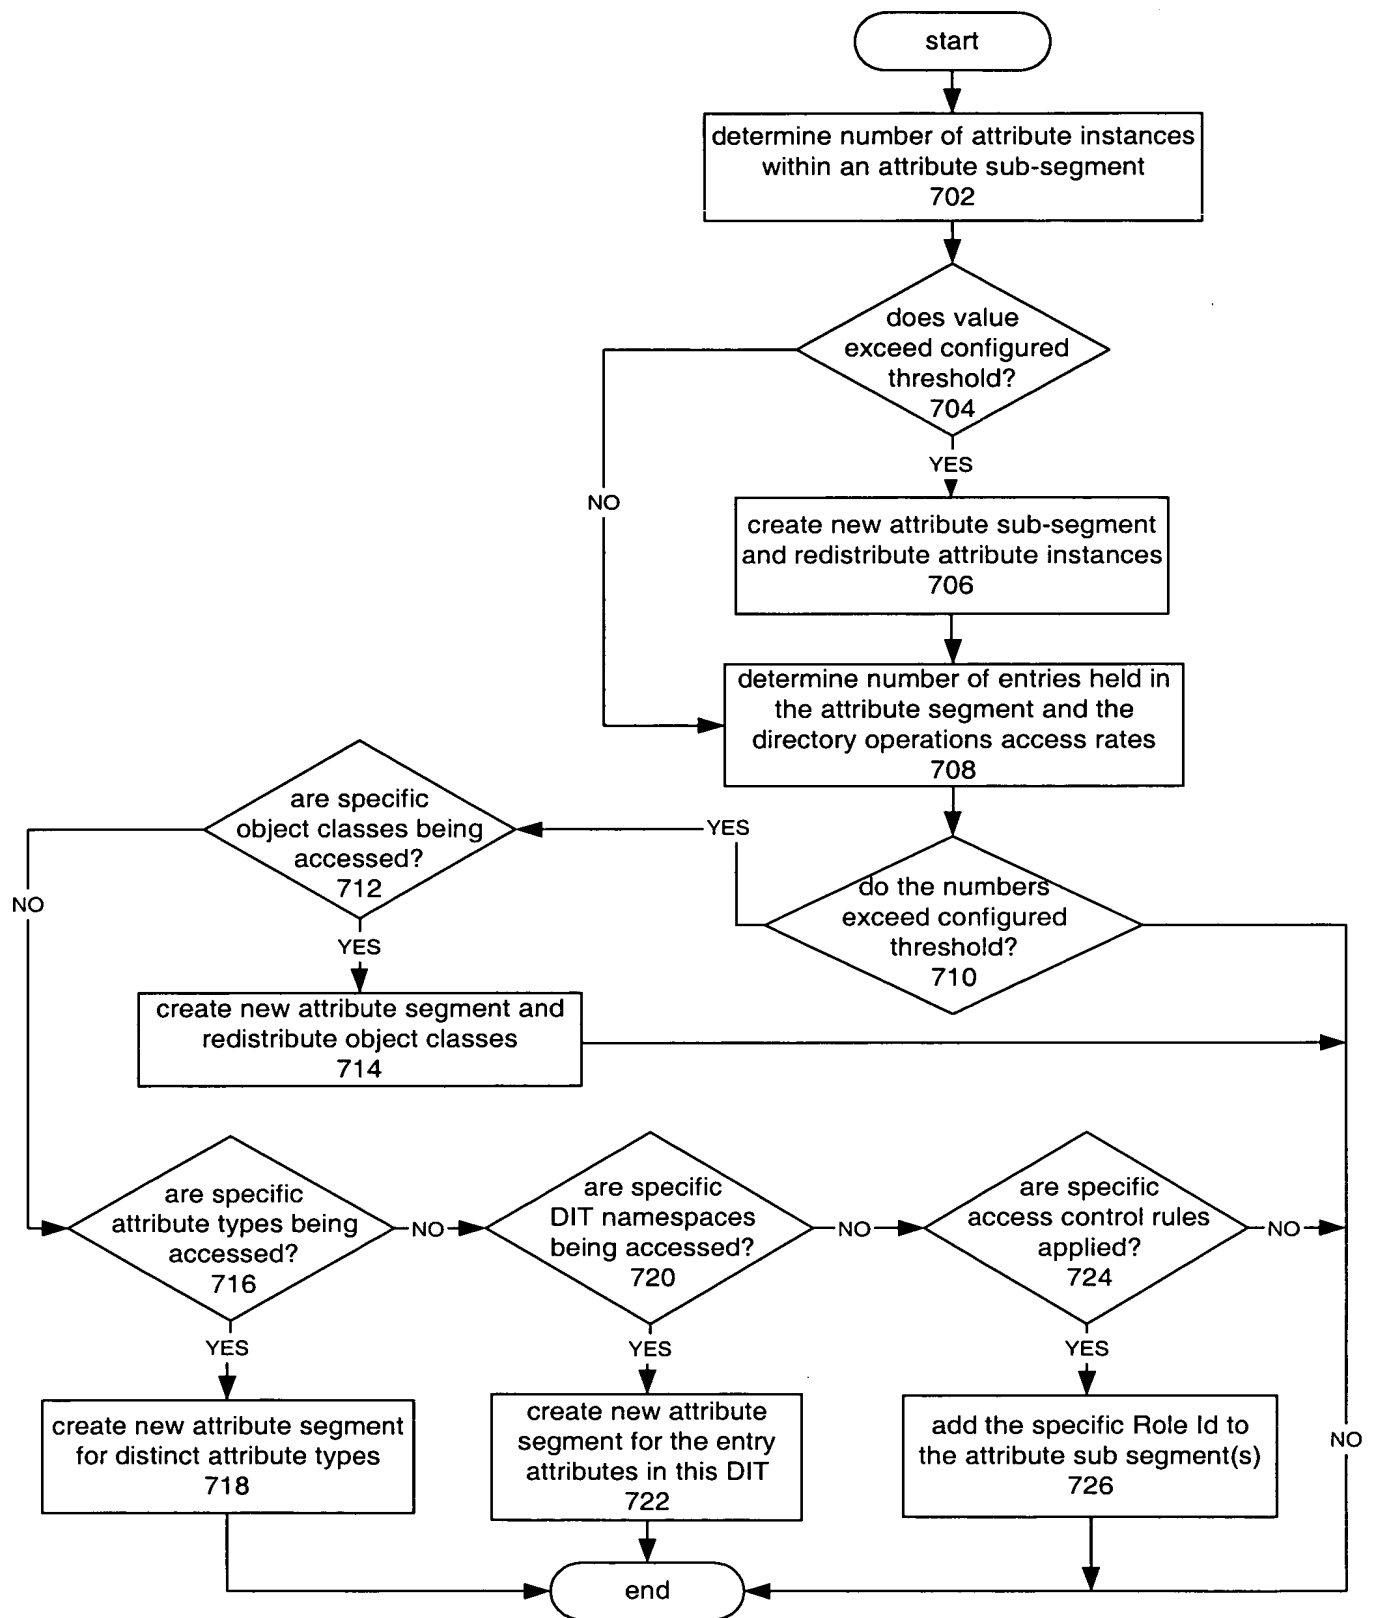 start
determine number of attribute instances
within an attribute sub-segment
702
does value
exceed configured
threshold?
704
YES
NO
create new attribute sub-segment
and redistribute attribute instances
706
determine number of entries held in
the attribute segment and the
directory operations access rates
708
do the numbers
exceed configured
threshold?
710
YES
NO
are specific
object classes being
accessed?
712
NO
YES
create new attribute segment and
redistribute object classes
714
are specific
attribute types being
accessed?
716
NO
YES
create new attribute segment
for distinct attribute types
718
are specific
DIT namespaces
being accessed?
720
NO
YES
create new attribute
segment for the entry
attributes in this DIT
722
are specific
access control rules
applied?
724
NO
YES
add the specific Role Id to
the attribute sub segment(s)
726
end